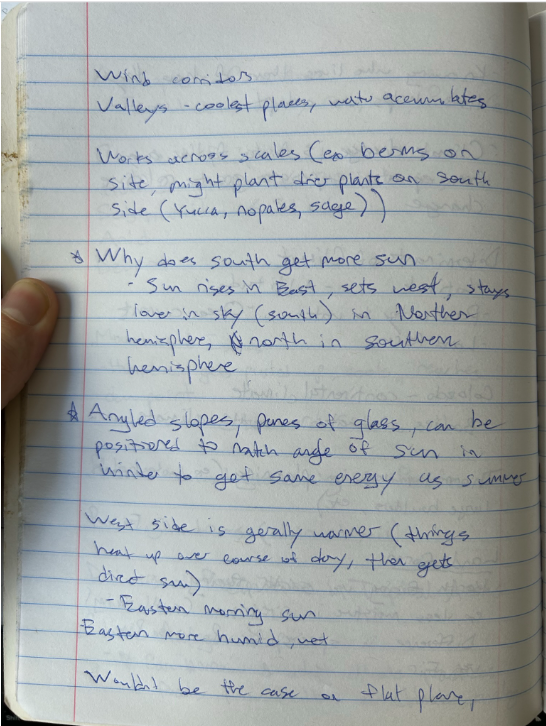 Wind corridors
Valleys - coolest places, water accumulates
Works across scales (ex berms on
site, might plant drier plants on south
side (Yucca, nopales, sage))
* Why does south get more sun
- Sun rises in East, sets west, stays
lower in sky (south) in Northern
hemisphere, north in southern
hemisphere
* Angled slopes, panes of glass, can be
positioned to match angle of sun in
winter to get same energy as summer
West side is gerally warmer (things
heat up over course of day, then gets
direct sun)
- Eastern morning sun
Eastern more humid, wet
Wouldn't be the case on flat plane,